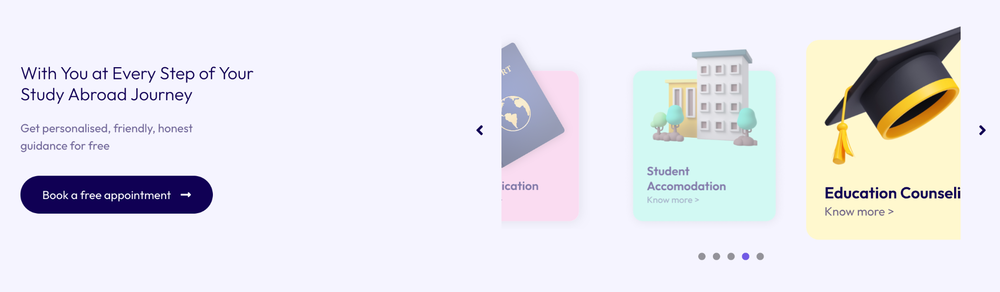 With You at Every Step of Your
Study Abroad Journey
Get personalised, friendly, honest
guidance for free
Book a free appointment
RT
ication
Student
Accomodation
Know more >
Education Counseli
Know more >